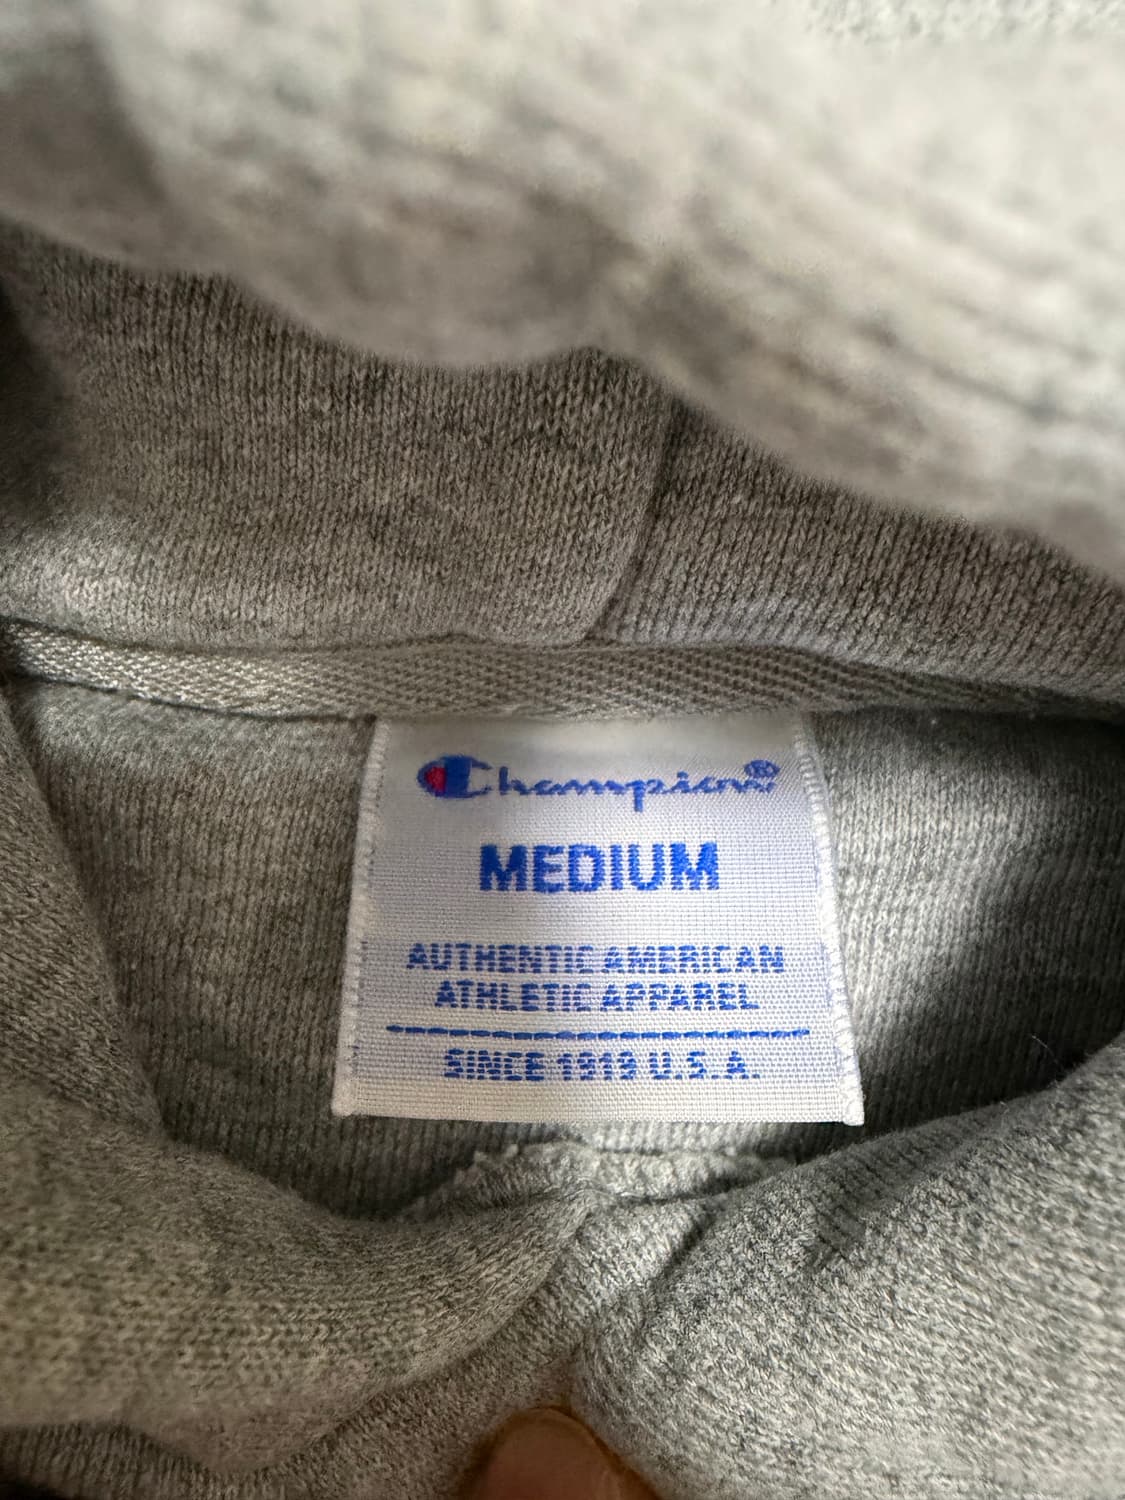 Champion®
MEDIUM
AUTHENTIC AMERICAN
ATHLETIC APPAREL
SINCE 1919 U.S.A.